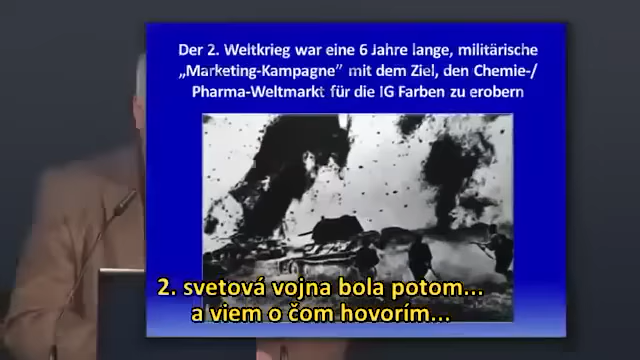 Der 2. Weltkrieg war eine 6 Jahre lange, militärische
„Marketing-Kampagne” mit dem Ziel, den Chemie-/
Pharma-Weltmarkt für die IG Farben zu erobern
2. svetová vojna bola potom...
a viem o čom hovorím...